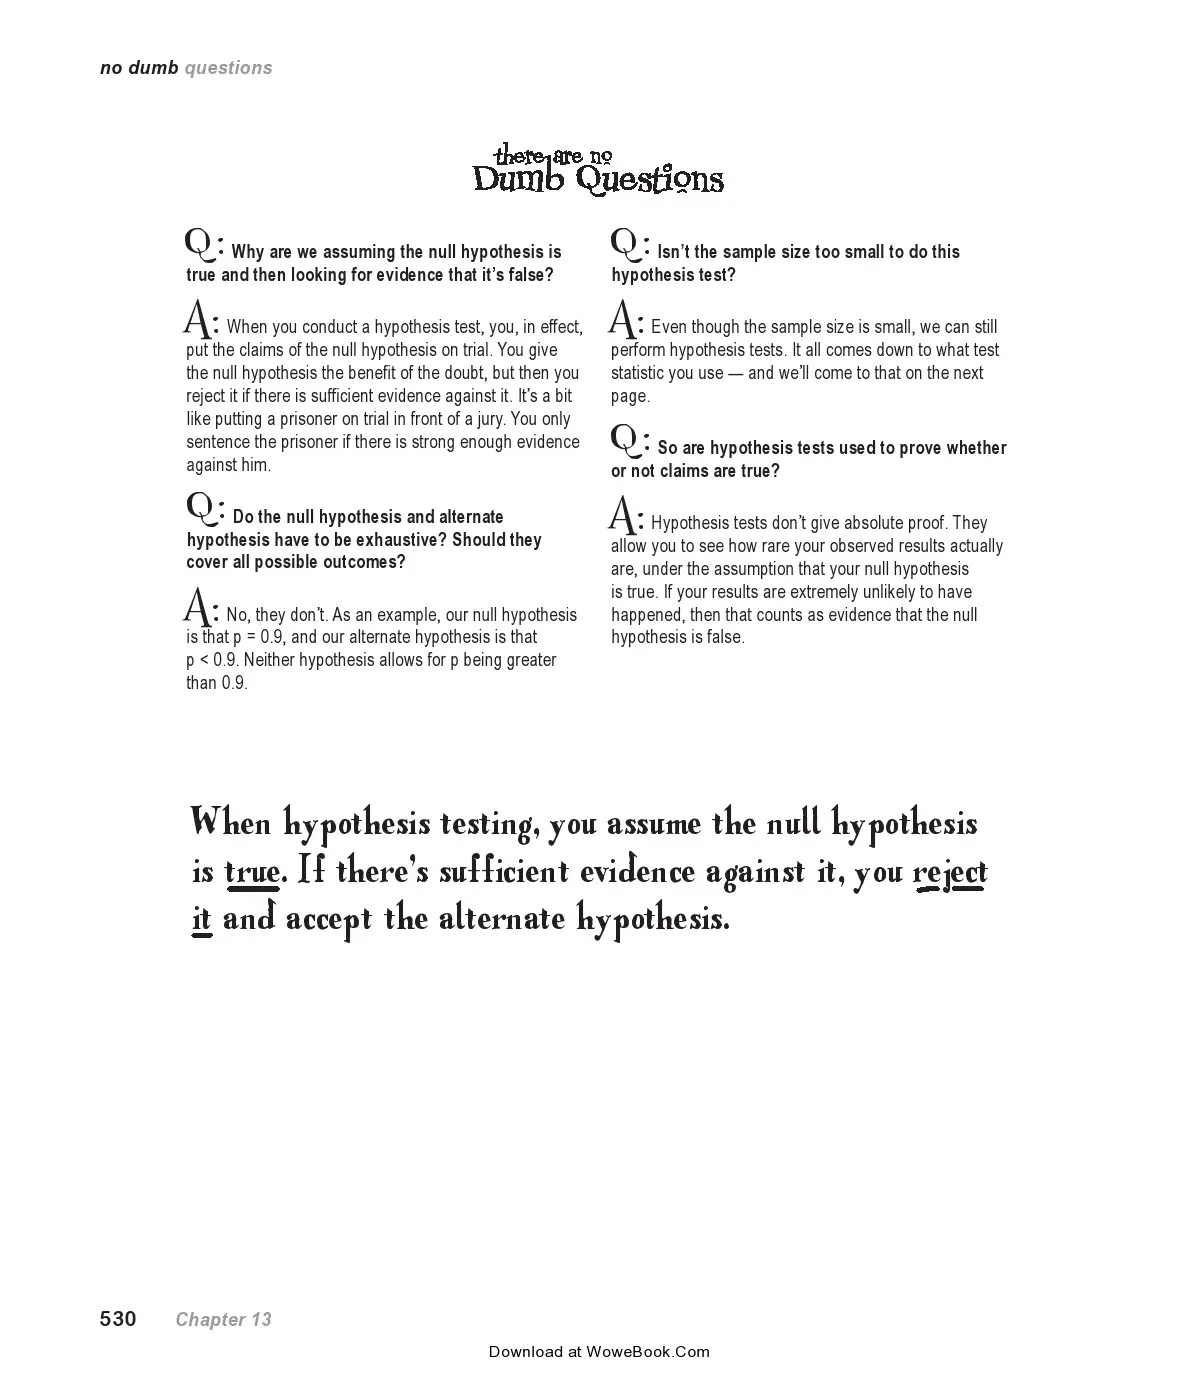 no dumb questions
there are no
Dumb Questions
Q: Why are we assuming the null hypothesis is
true and then looking for evidence that it’s false?
A: When you conduct a hypothesis test, you, in effect,
put the claims of the null hypothesis on trial. You give
the null hypothesis the benefit of the doubt, but then you
reject it if there is sufficient evidence against it. It’s a bit
like putting a prisoner on trial in front of a jury. You only
sentence the prisoner if there is strong enough evidence
against him.
Q: Do the null hypothesis and alternate
hypothesis have to be exhaustive? Should they
cover all possible outcomes?
A: No, they don’t. As an example, our null hypothesis
is that p = 0.9, and our alternate hypothesis is that
p < 0.9. Neither hypothesis allows for p being greater
than 0.9.
Q: Isn’t the sample size too small to do this
hypothesis test?
A: Even though the sample size is small, we can still
perform hypothesis tests. It all comes down to what test
statistic you use — and we’ll come to that on the next
page.
Q: So are hypothesis tests used to prove whether
or not claims are true?
A: Hypothesis tests don’t give absolute proof. They
allow you to see how rare your observed results actually
are, under the assumption that your null hypothesis
is true. If your results are extremely unlikely to have
happened, then that counts as evidence that the null
hypothesis is false.
When hypothesis testing, you assume the null hypothesis
is true. If there’s sufficient evidence against it, you reject
it and accept the alternate hypothesis.
530 Chapter 13
Download at WoweBook.Com